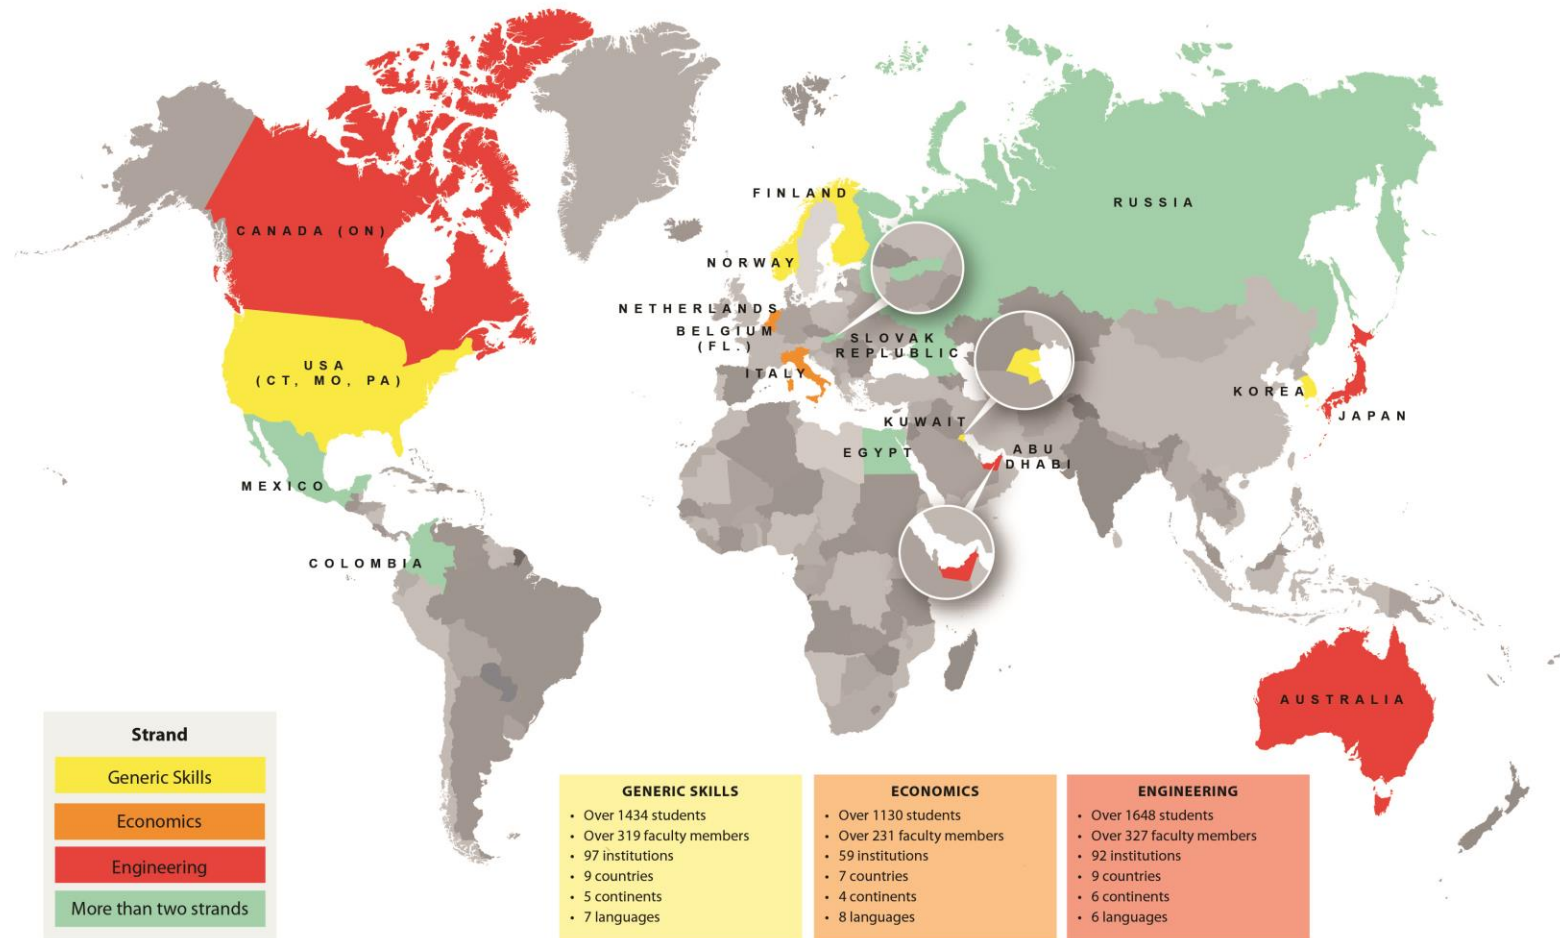 FINLAND
RUSSIA
CANADA (ON)
NORWAY
NETHERLANDS
BELGIUM
(FL.)
SLOVAK
REPLUBLIC
USA
(CT, MO, PA)
ITALY
KOREA
JAPAN
KUWAIT
EGYPT
ABU
DHABI
MEXICO
COLOMBIA
AUSTRALIA
Strand
Generic Skills
Economics
Engineering
More than two strands
GENERIC SKILLS
• Over 1434 students
• Over 319 faculty members
• 97 institutions
• 9 countries
• 5 continents
• 7 languages
ECONOMICS
• Over 1130 students
• Over 231 faculty members
• 59 institutions
• 7 countries
• 4 continents
• 8 languages
ENGINEERING
• Over 1648 students
• Over 327 faculty members
• 92 institutions
• 9 countries
• 6 continents
• 6 languages